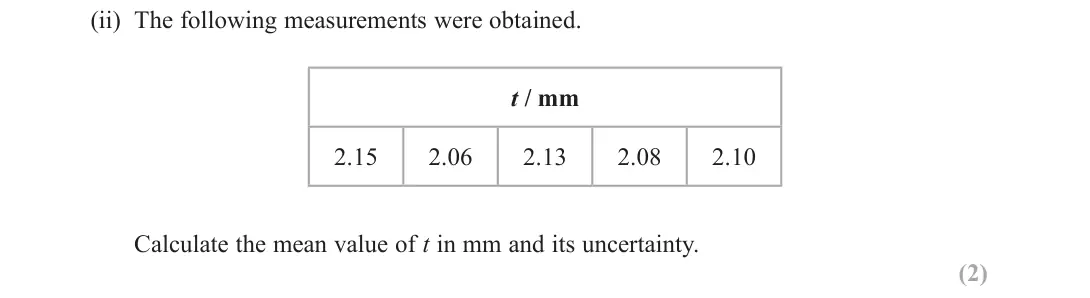 (ii) The following measurements were obtained.
t / mm
2.15 2.06 2.13 2.08 2.10
Calculate the mean value of t in mm and its uncertainty.
(2)